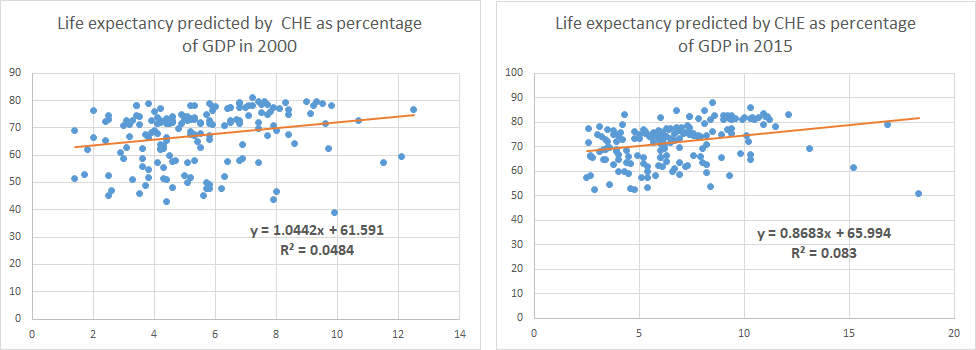 Life expectancy predicted by CHE as percentage
of GDP in 2000
90
80
70
60
50
40
30
20
10
0
0 2 4 6 8 10 12 14
y = 1.0442x + 61.591
R² = 0.0484
Life expectancy predicted by CHE as percentage
of GDP in 2015
100
90
80
70
60
50
40
30
20
10
0
0 5 10 15 20
y = 0.8683x + 65.994
R² = 0.083